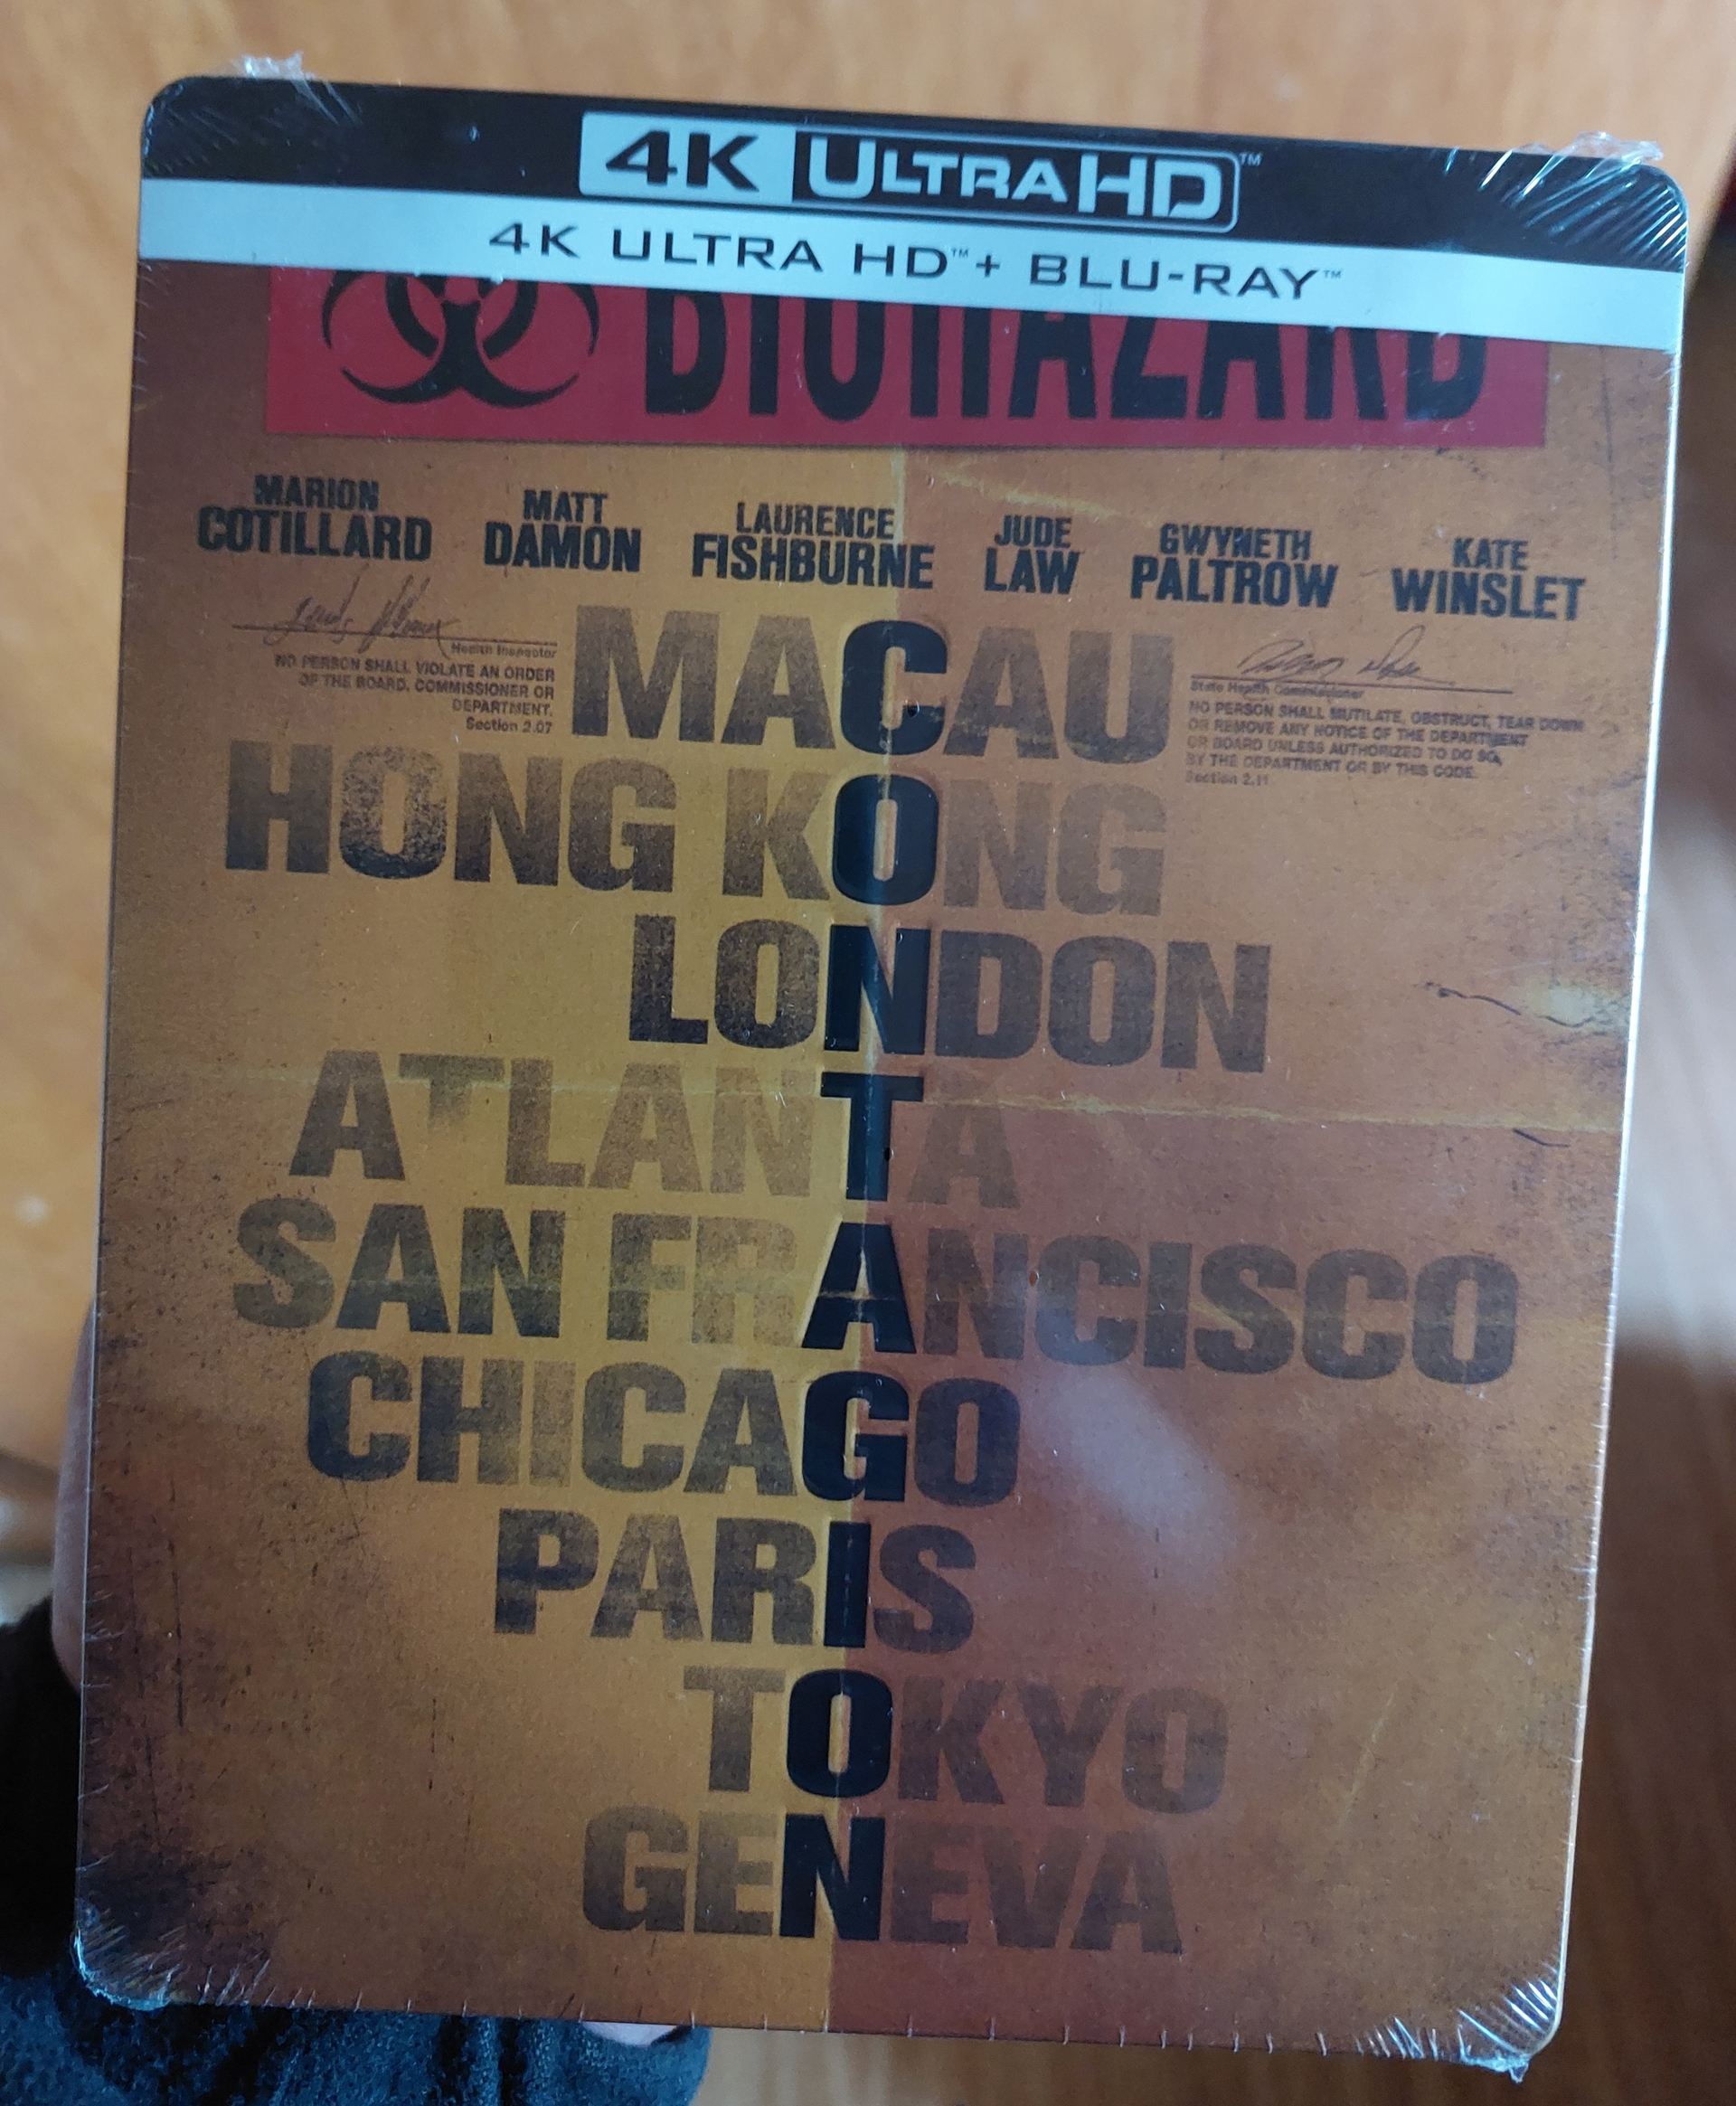 4K ULTRAHD™
4K ULTRA HD™+ BLU-RAY™
BIOHAZARD
MARION COTILLARD
MATT DAMON
LAURENCE FISHBURNE
JUDE LAW
GWYNETH PALTROW
KATE WINSLET
Health Inspector
NO PERSON SHALL VIOLATE AN ORDER
OF THE BOARD, COMMISSIONER OR
DEPARTMENT.
Section 2.07
State Health Commissioner
NO PERSON SHALL MUTILATE, OBSTRUCT, TEAR DOWN
OR REMOVE ANY NOTICE OF THE DEPARTMENT
OR BOARD UNLESS AUTHORIZED TO DO SO,
BY THE DEPARTMENT OR BY THIS CODE.
Section 2.11
MACAU
HONG KONG
LONDON
ATLANTA
SAN FRANCISCO
CHICAGO
PARIS
TOKYO
GENEVA